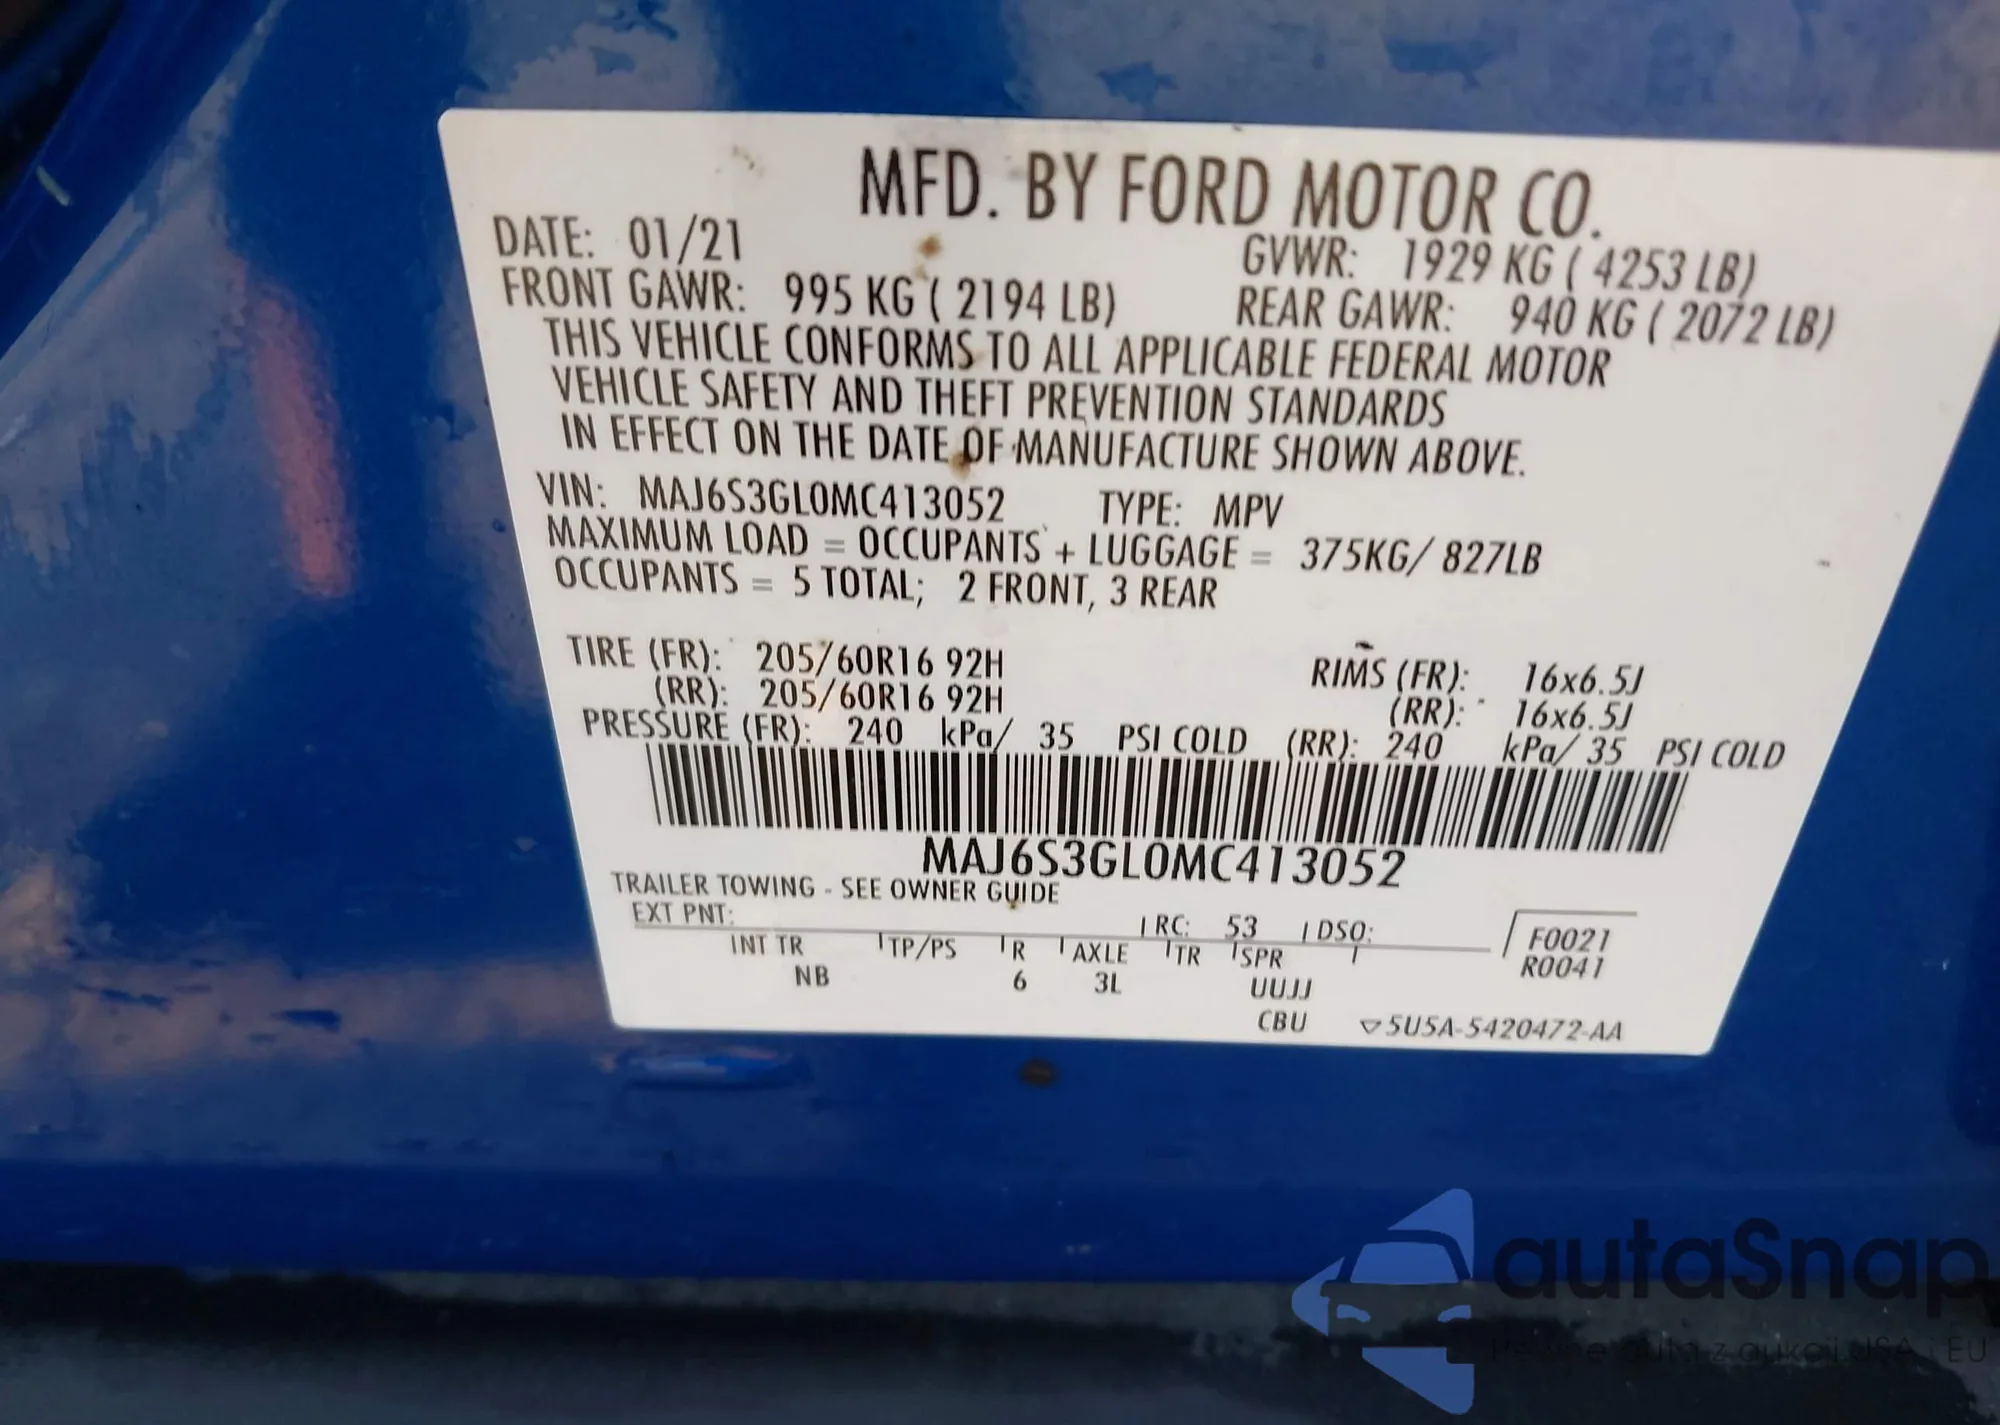 MFD. BY FORD MOTOR CO.
DATE: 01/21 GVWR: 1929 KG ( 4253 LB)
FRONT GAWR: 995 KG ( 2194 LB) REAR GAWR: 940 KG ( 2072 LB)
THIS VEHICLE CONFORMS TO ALL APPLICABLE FEDERAL MOTOR
VEHICLE SAFETY AND THEFT PREVENTION STANDARDS
IN EFFECT ON THE DATE OF MANUFACTURE SHOWN ABOVE.
VIN: MAJ6S3GL0MC413052 TYPE: MPV
MAXIMUM LOAD = OCCUPANTS + LUGGAGE = 375KG/ 827LB
OCCUPANTS = 5 TOTAL; 2 FRONT, 3 REAR
TIRE (FR): 205/60R16 92H RIMS (FR): 16x6.5J
(RR): 205/60R16 92H (RR): 16x6.5J
PRESSURE (FR): 240 kPa/ 35 PSI COLD (RR): 240 kPa/ 35 PSI COLD
MAJ6S3GL0MC413052
TRAILER TOWING - SEE OWNER GUIDE
EXT PNT: RC: 53 DSO: F0021
INT TR TP/PS R AXLE TR SPR R0041
NB 6 3L UUJJ
CBU ▽5U5A-5420472-AA
autaSnap
Pewne auta z aukcji USA i EU